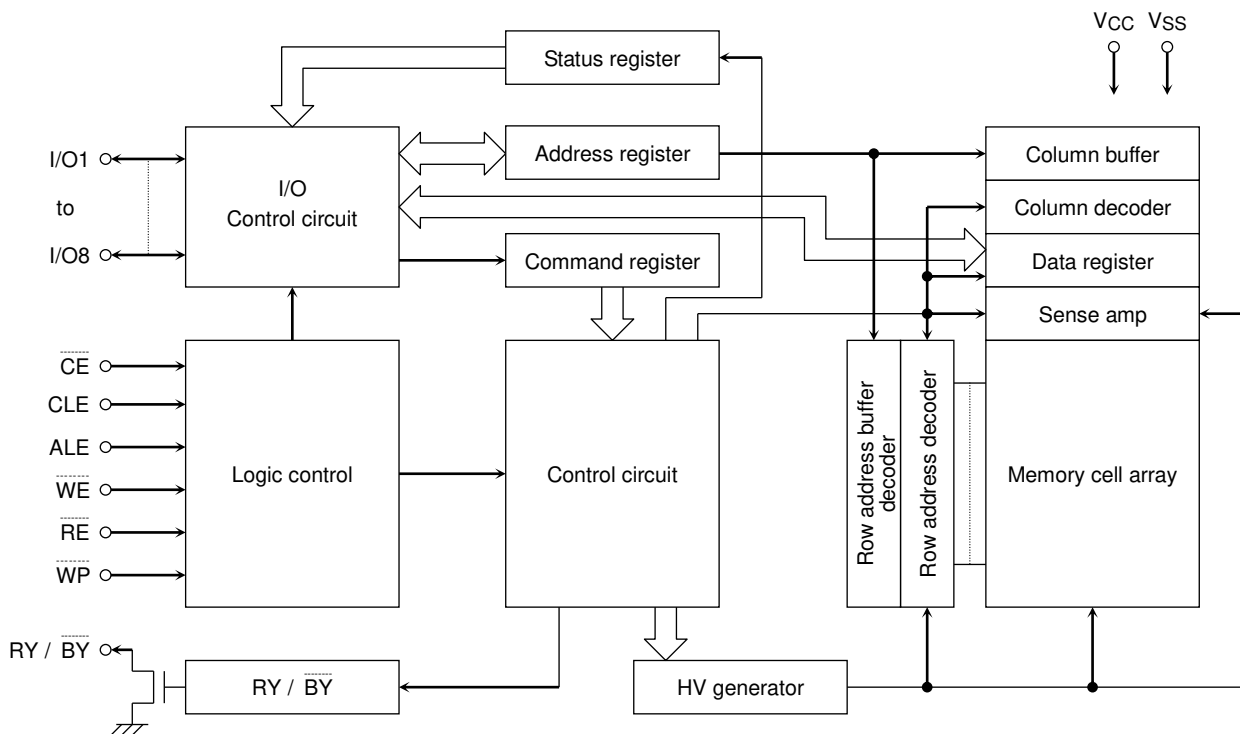 VCC VSS
Status register
I/O1
to
I/O8
I/O
Control circuit
Address register
Command register
Column buffer
Column decoder
Data register
Sense amp
CE
CLE
ALE
WE
RE
WP
Logic control
Control circuit
Row address buffer
decoder
Row address decoder
Memory cell array
RY / BY
RY / BY
HV generator